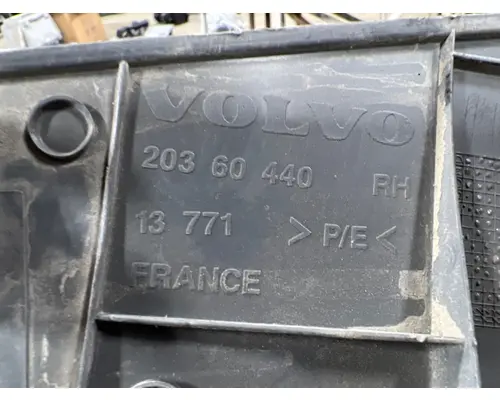 VOLVO
203 60 440 RH
13 771 > P/E <
FRANCE